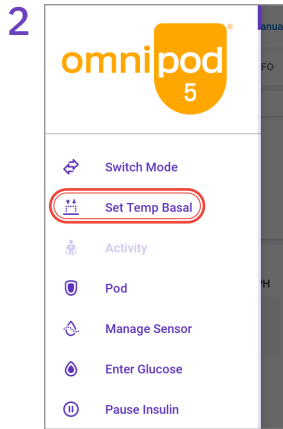 2
omnipod®
5
Switch Mode
Set Temp Basal
Activity
Pod
Manage Sensor
Enter Glucose
Pause Insulin